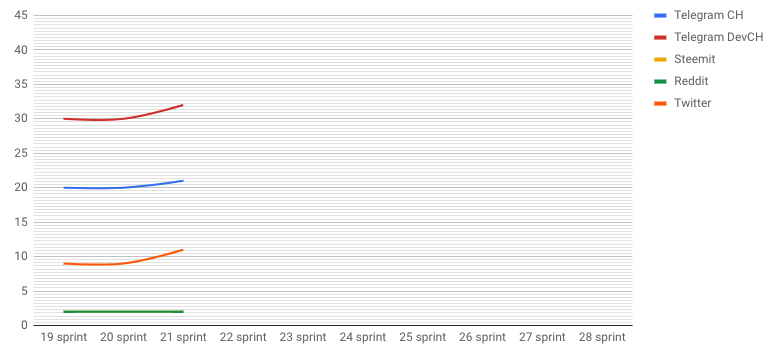 45
40
35
30
25
20
15
10
5
0
19 sprint 20 sprint 21 sprint 22 sprint 23 sprint 24 sprint 25 sprint 26 sprint 27 sprint 28 sprint
Telegram CH
Telegram DevCH
Steemit
Reddit
Twitter